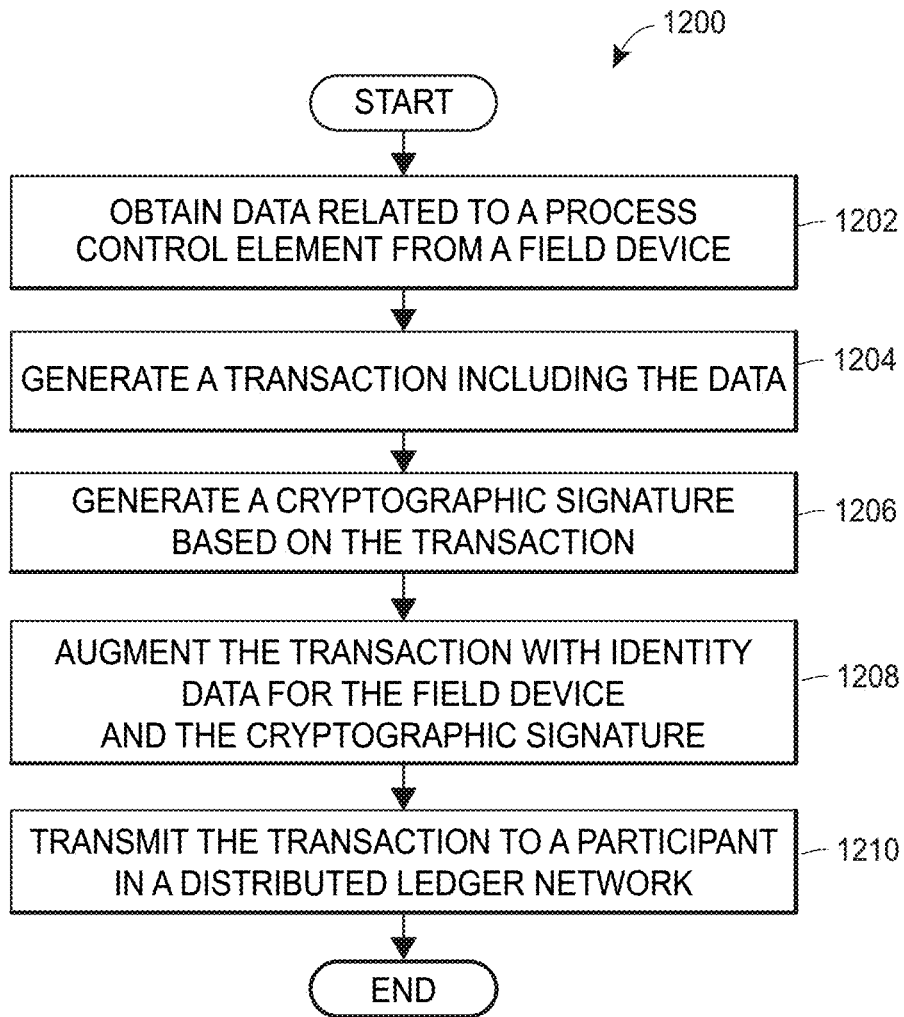 1200
START
OBTAIN DATA RELATED TO A PROCESS
CONTROL ELEMENT FROM A FIELD DEVICE
1202
GENERATE A TRANSACTION INCLUDING THE DATA
1204
GENERATE A CRYPTOGRAPHIC SIGNATURE
BASED ON THE TRANSACTION
1206
AUGMENT THE TRANSACTION WITH IDENTITY
DATA FOR THE FIELD DEVICE
AND THE CRYPTOGRAPHIC SIGNATURE
1208
TRANSMIT THE TRANSACTION TO A PARTICIPANT
IN A DISTRIBUTED LEDGER NETWORK
1210
END